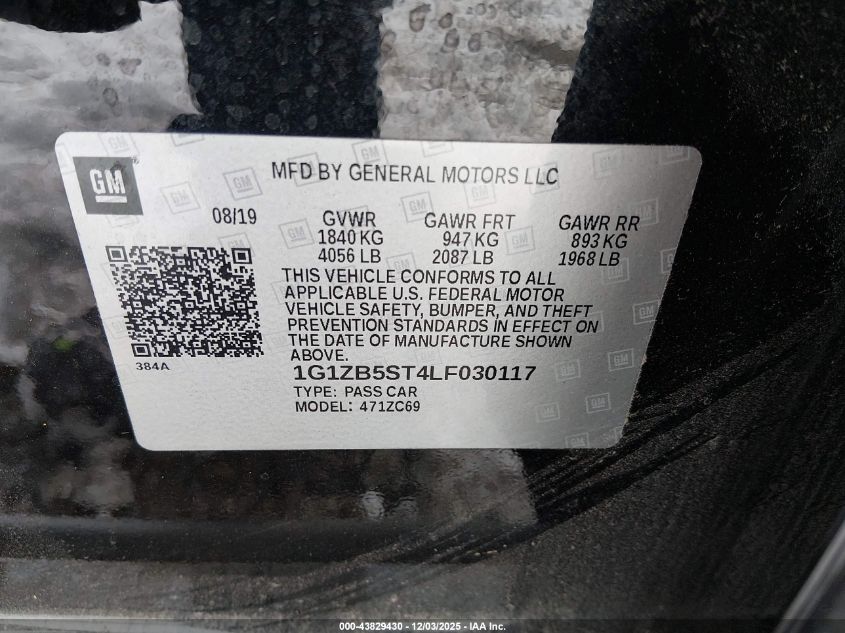 GM
MFD BY GENERAL MOTORS LLC
08/19 GVWR GAWR FRT GAWR RR
1840 KG 947 KG 893 KG
4056 LB 2087 LB 1968 LB
THIS VEHICLE CONFORMS TO ALL
APPLICABLE U.S. FEDERAL MOTOR
VEHICLE SAFETY, BUMPER, AND THEFT
PREVENTION STANDARDS IN EFFECT ON
THE DATE OF MANUFACTURE SHOWN
ABOVE.
384A
1G1ZB5ST4LF030117
TYPE: PASS CAR
MODEL: 471ZC69
000-43829430 - 12/03/2025 - IAA Inc.